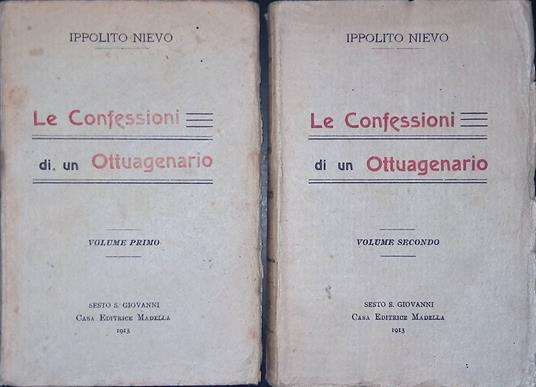 IPPOLITO NIEVO
Le Confessioni
di un Ottuagenario
VOLUME PRIMO
SESTO S. GIOVANNI
CASA EDITRICE MADELLA
1913
IPPOLITO NIEVO
Le Confessioni
di un Ottuagenario
VOLUME SECONDO
SESTO S. GIOVANNI
CASA EDITRICE MADELLA
1913